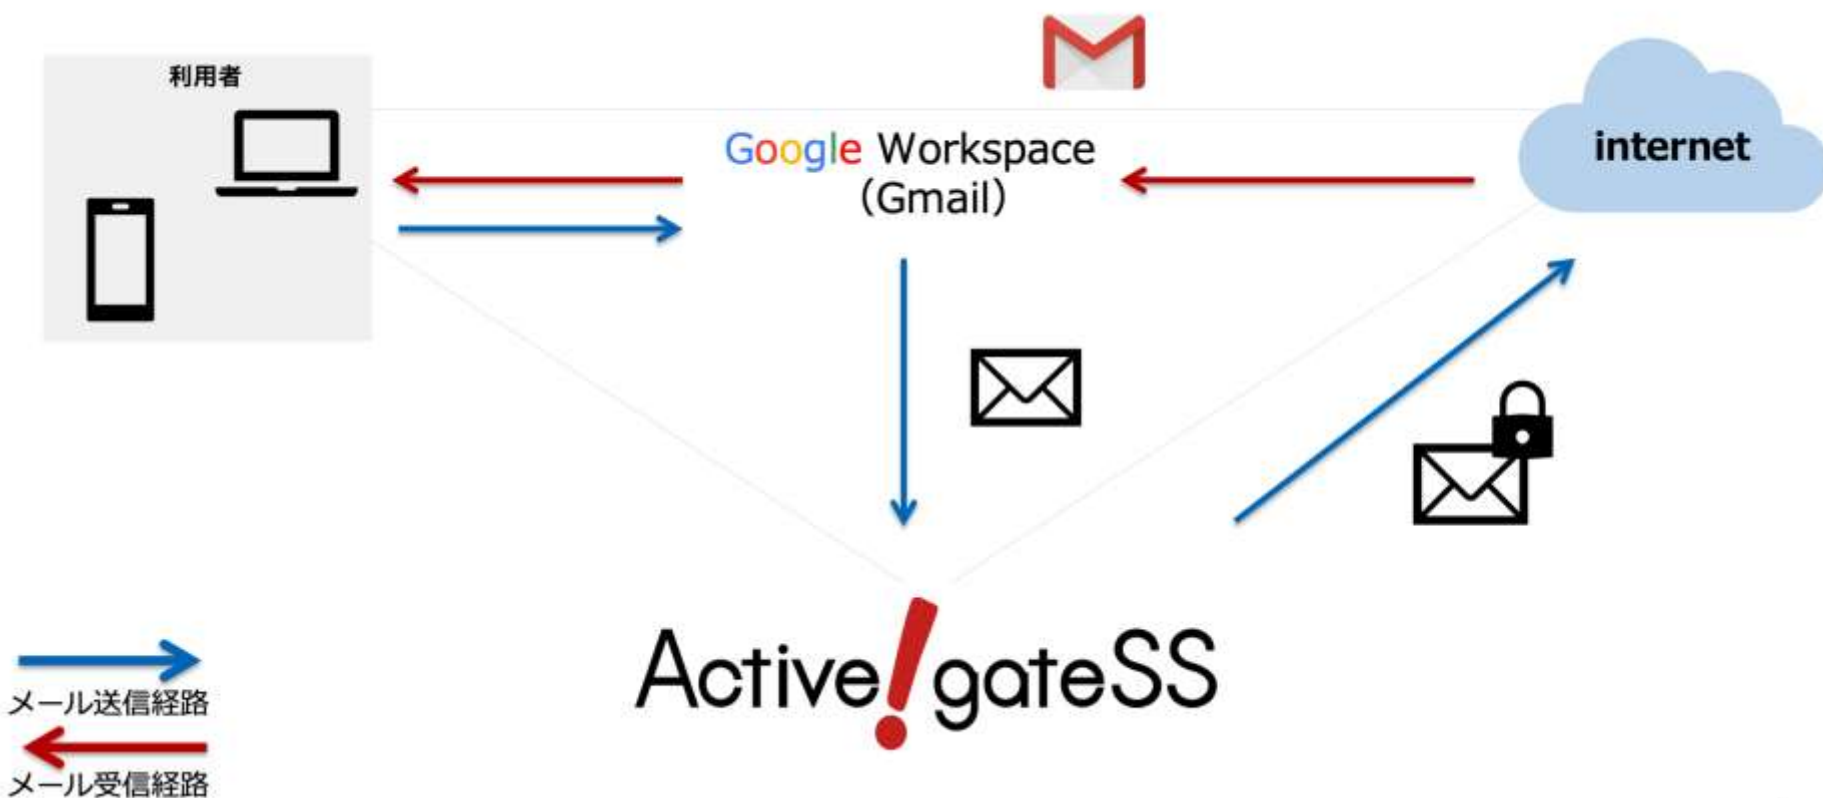 利用者
Google Workspace
（Gmail）
internet
Active!gateSS
メール送信経路
メール受信経路